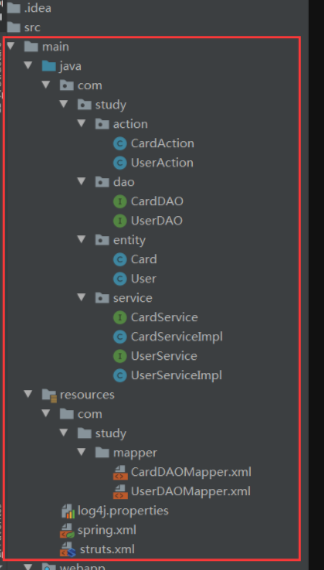 .idea
src
main
java
com
study
action
CardAction
UserAction
dao
CardDAO
UserDAO
entity
Card
User
service
CardService
CardServiceImpl
UserService
UserServiceImpl
resources
com
study
mapper
CardDAOMapper.xml
UserDAOMapper.xml
log4j.properties
spring.xml
struts.xml
webapp